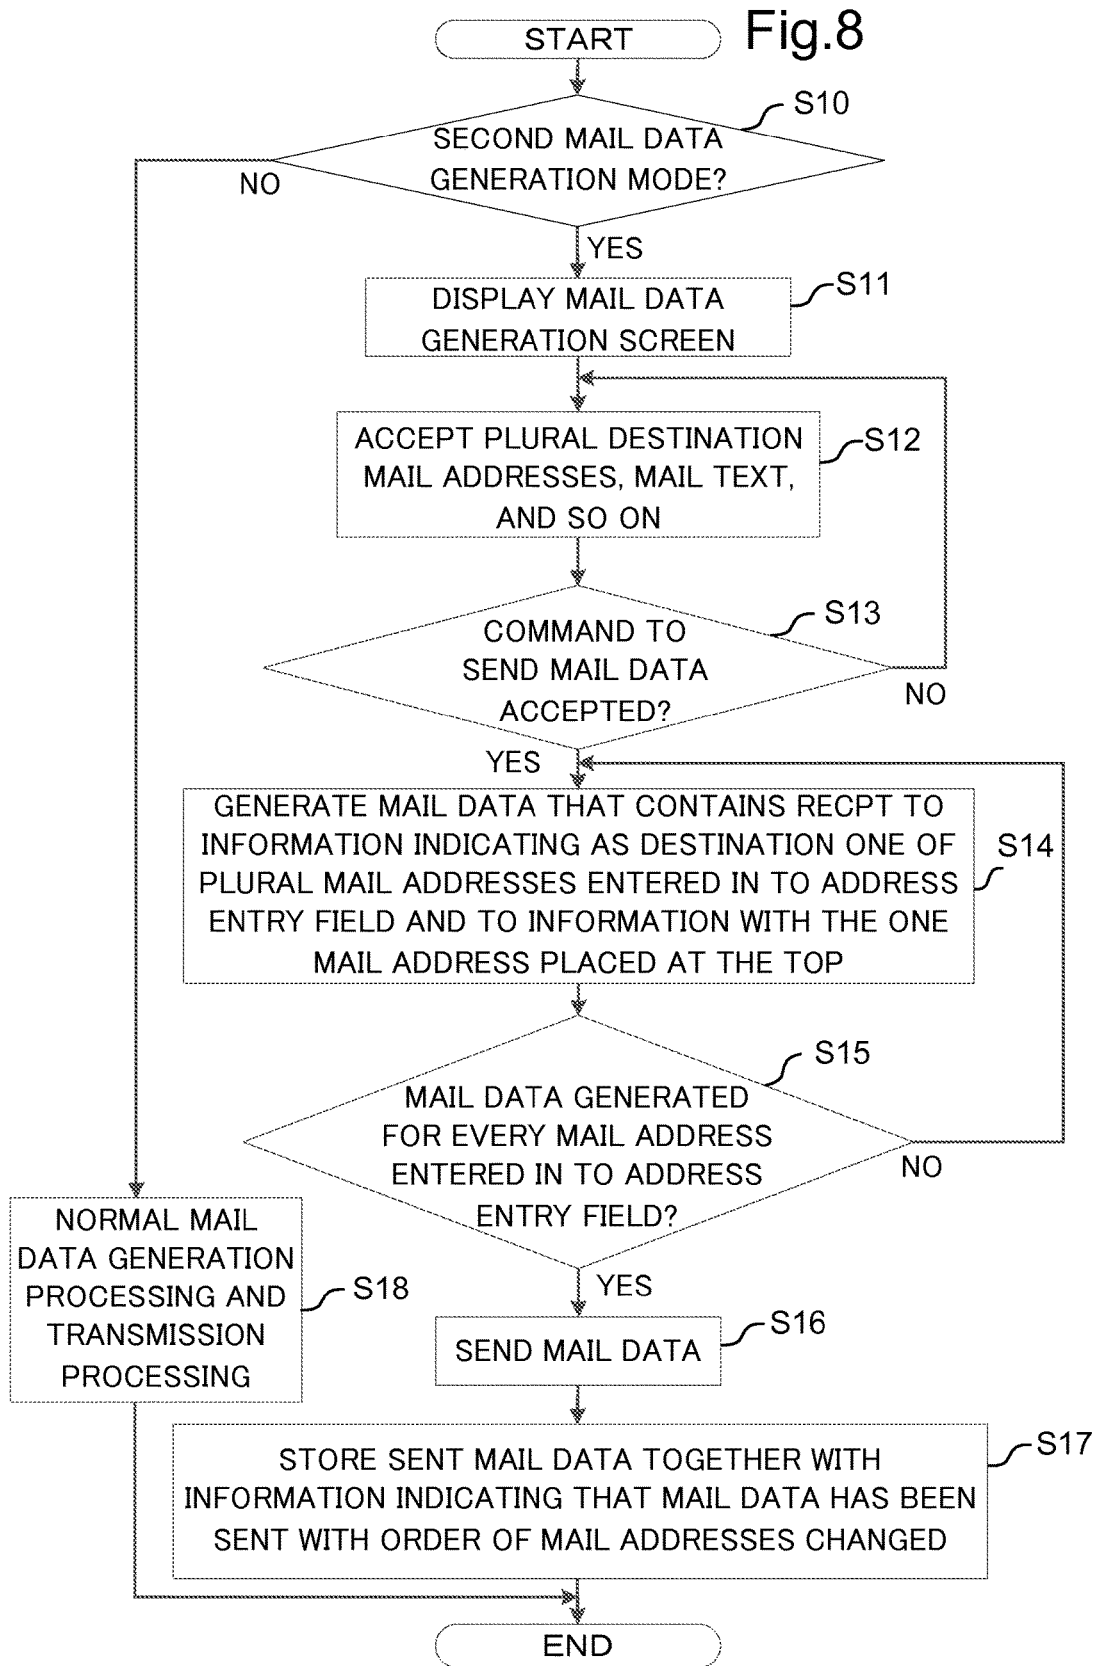 Fig.8
START
S10
SECOND MAIL DATA
GENERATION MODE?
NO
YES
S11
DISPLAY MAIL DATA
GENERATION SCREEN
S12
ACCEPT PLURAL DESTINATION
MAIL ADDRESSES, MAIL TEXT,
AND SO ON
S13
COMMAND TO
SEND MAIL DATA
ACCEPTED?
NO
YES
S14
GENERATE MAIL DATA THAT CONTAINS RECPT TO
INFORMATION INDICATING AS DESTINATION ONE OF
PLURAL MAIL ADDRESSES ENTERED IN TO ADDRESS
ENTRY FIELD AND TO INFORMATION WITH THE ONE
MAIL ADDRESS PLACED AT THE TOP
S15
MAIL DATA GENERATED
FOR EVERY MAIL ADDRESS
ENTERED IN TO ADDRESS
ENTRY FIELD?
NO
YES
NORMAL MAIL
DATA GENERATION
PROCESSING AND
TRANSMISSION
PROCESSING
S18
S16
SEND MAIL DATA
S17
STORE SENT MAIL DATA TOGETHER WITH
INFORMATION INDICATING THAT MAIL DATA HAS BEEN
SENT WITH ORDER OF MAIL ADDRESSES CHANGED
END